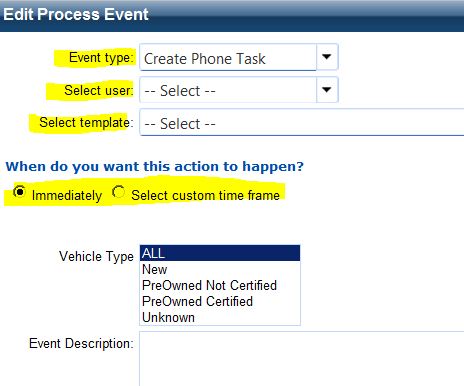 Edit Process Event
Event type: Create Phone Task
Select user: -- Select --
Select template: -- Select --
When do you want this action to happen?
Immediately Select custom time frame
Vehicle Type ALL
New
PreOwned Not Certified
PreOwned Certified
Unknown
Event Description: